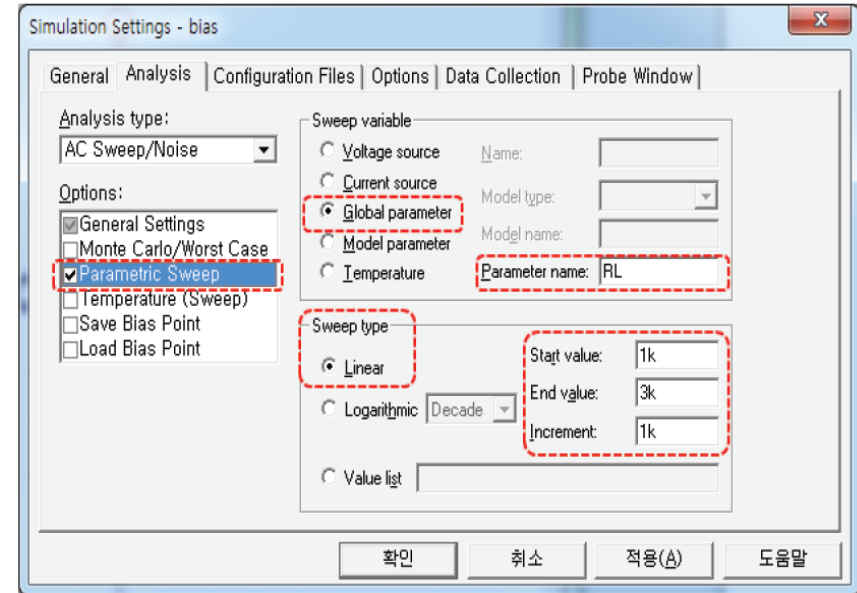 Simulation Settings - bias
General Analysis Configuration Files Options Data Collection Probe Window
Analysis type:
AC Sweep/Noise
Options:
General Settings
Monte Carlo/Worst Case
Parametric Sweep
Temperature (Sweep)
Save Bias Point
Load Bias Point
Sweep variable
Voltage source
Name:
Current source
Model type:
Global parameter
Model name:
Model parameter
Temperature
Parameter name: RL
Sweep type
Linear
Start value: 1k
End value: 3k
Logarithmic Decade
Increment: 1k
Value list
확인 취소 적용(A) 도움말